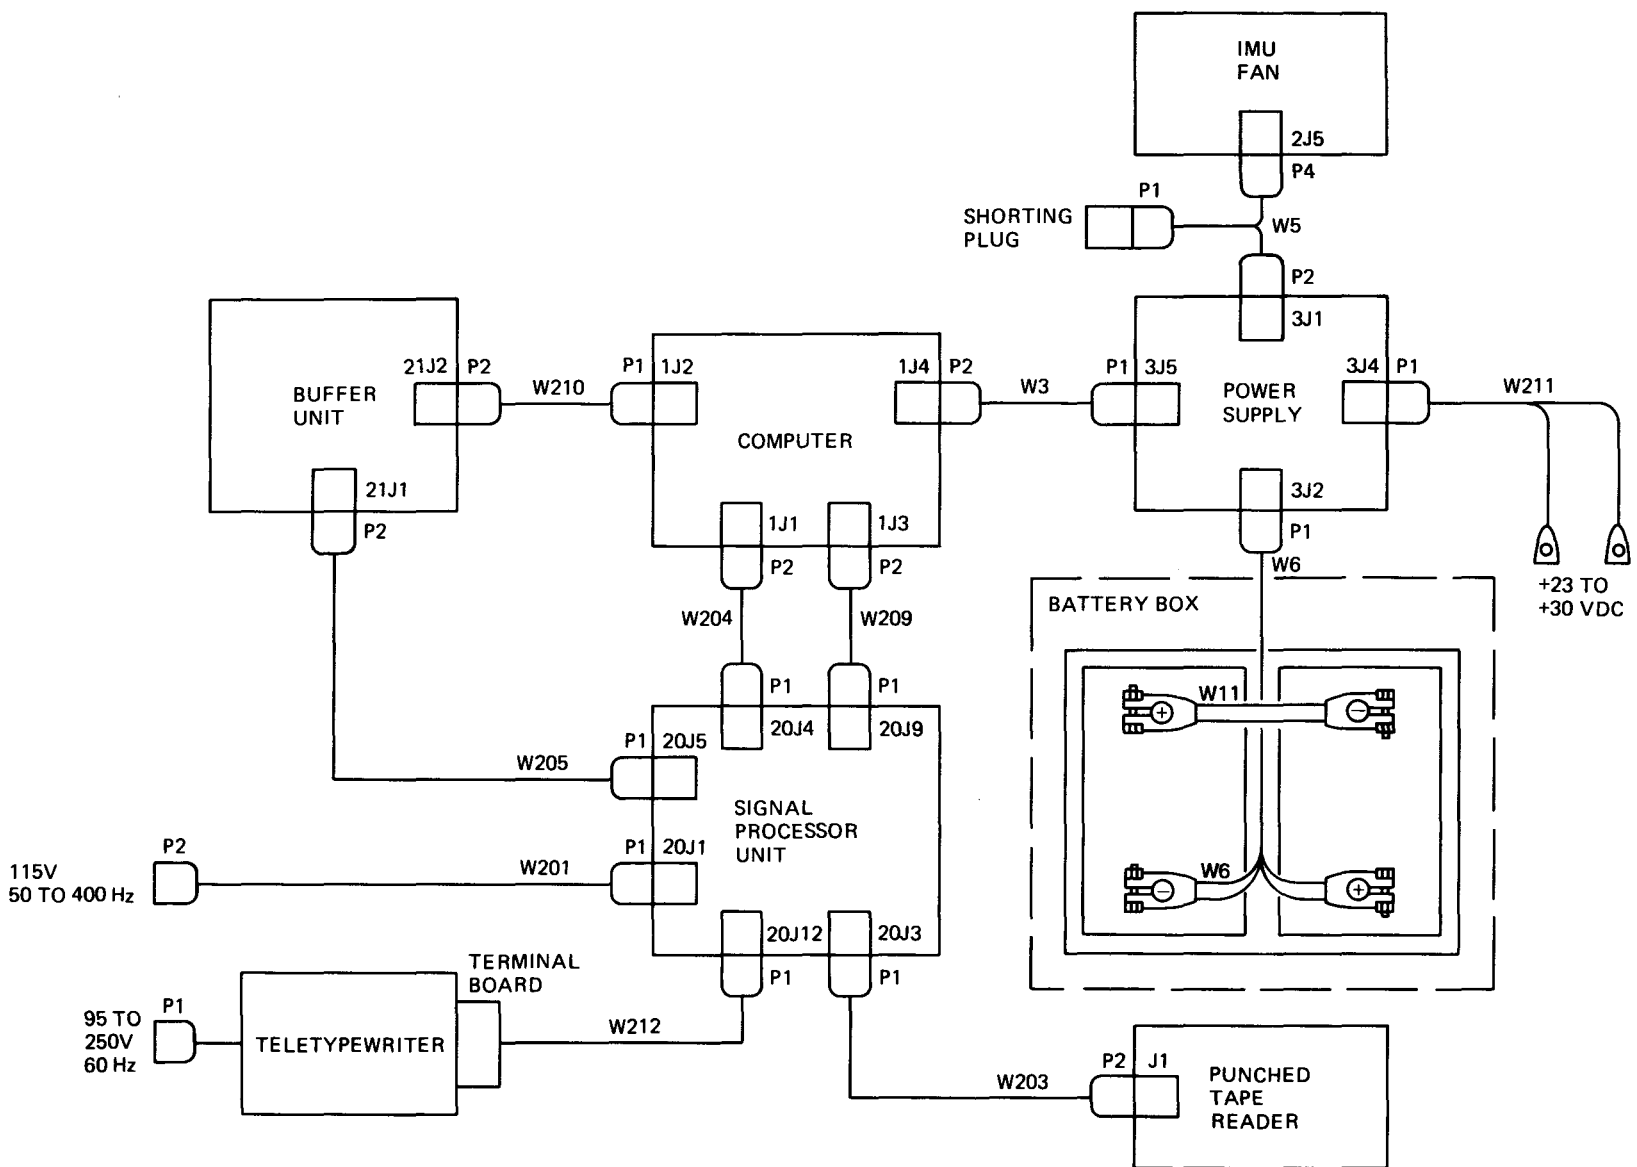 IMU
FAN
2J5
P4
P1
SHORTING
PLUG
W5
P2
3J1
21J2 P2
W210
P1 1J2
1J4 P2
W3
P1 3J5
3J4 P1
W211
BUFFER
UNIT
COMPUTER
POWER
SUPPLY
21J1
P2
1J1
P2
1J3
P2
3J2
P1
W6
+23 TO
+30 VDC
BATTERY BOX
W204
W209
P1
20J4
P1
20J9
W11
+
−
P1 20J5
W205
SIGNAL
PROCESSOR
UNIT
P2
115V
50 TO 400 Hz
W201
P1 20J1
W6
−
+
20J12
P1
20J3
P1
TERMINAL
BOARD
P1
95 TO
250V
60 Hz
TELETYPEWRITER
W212
W203
P2 J1
PUNCHED
TAPE
READER